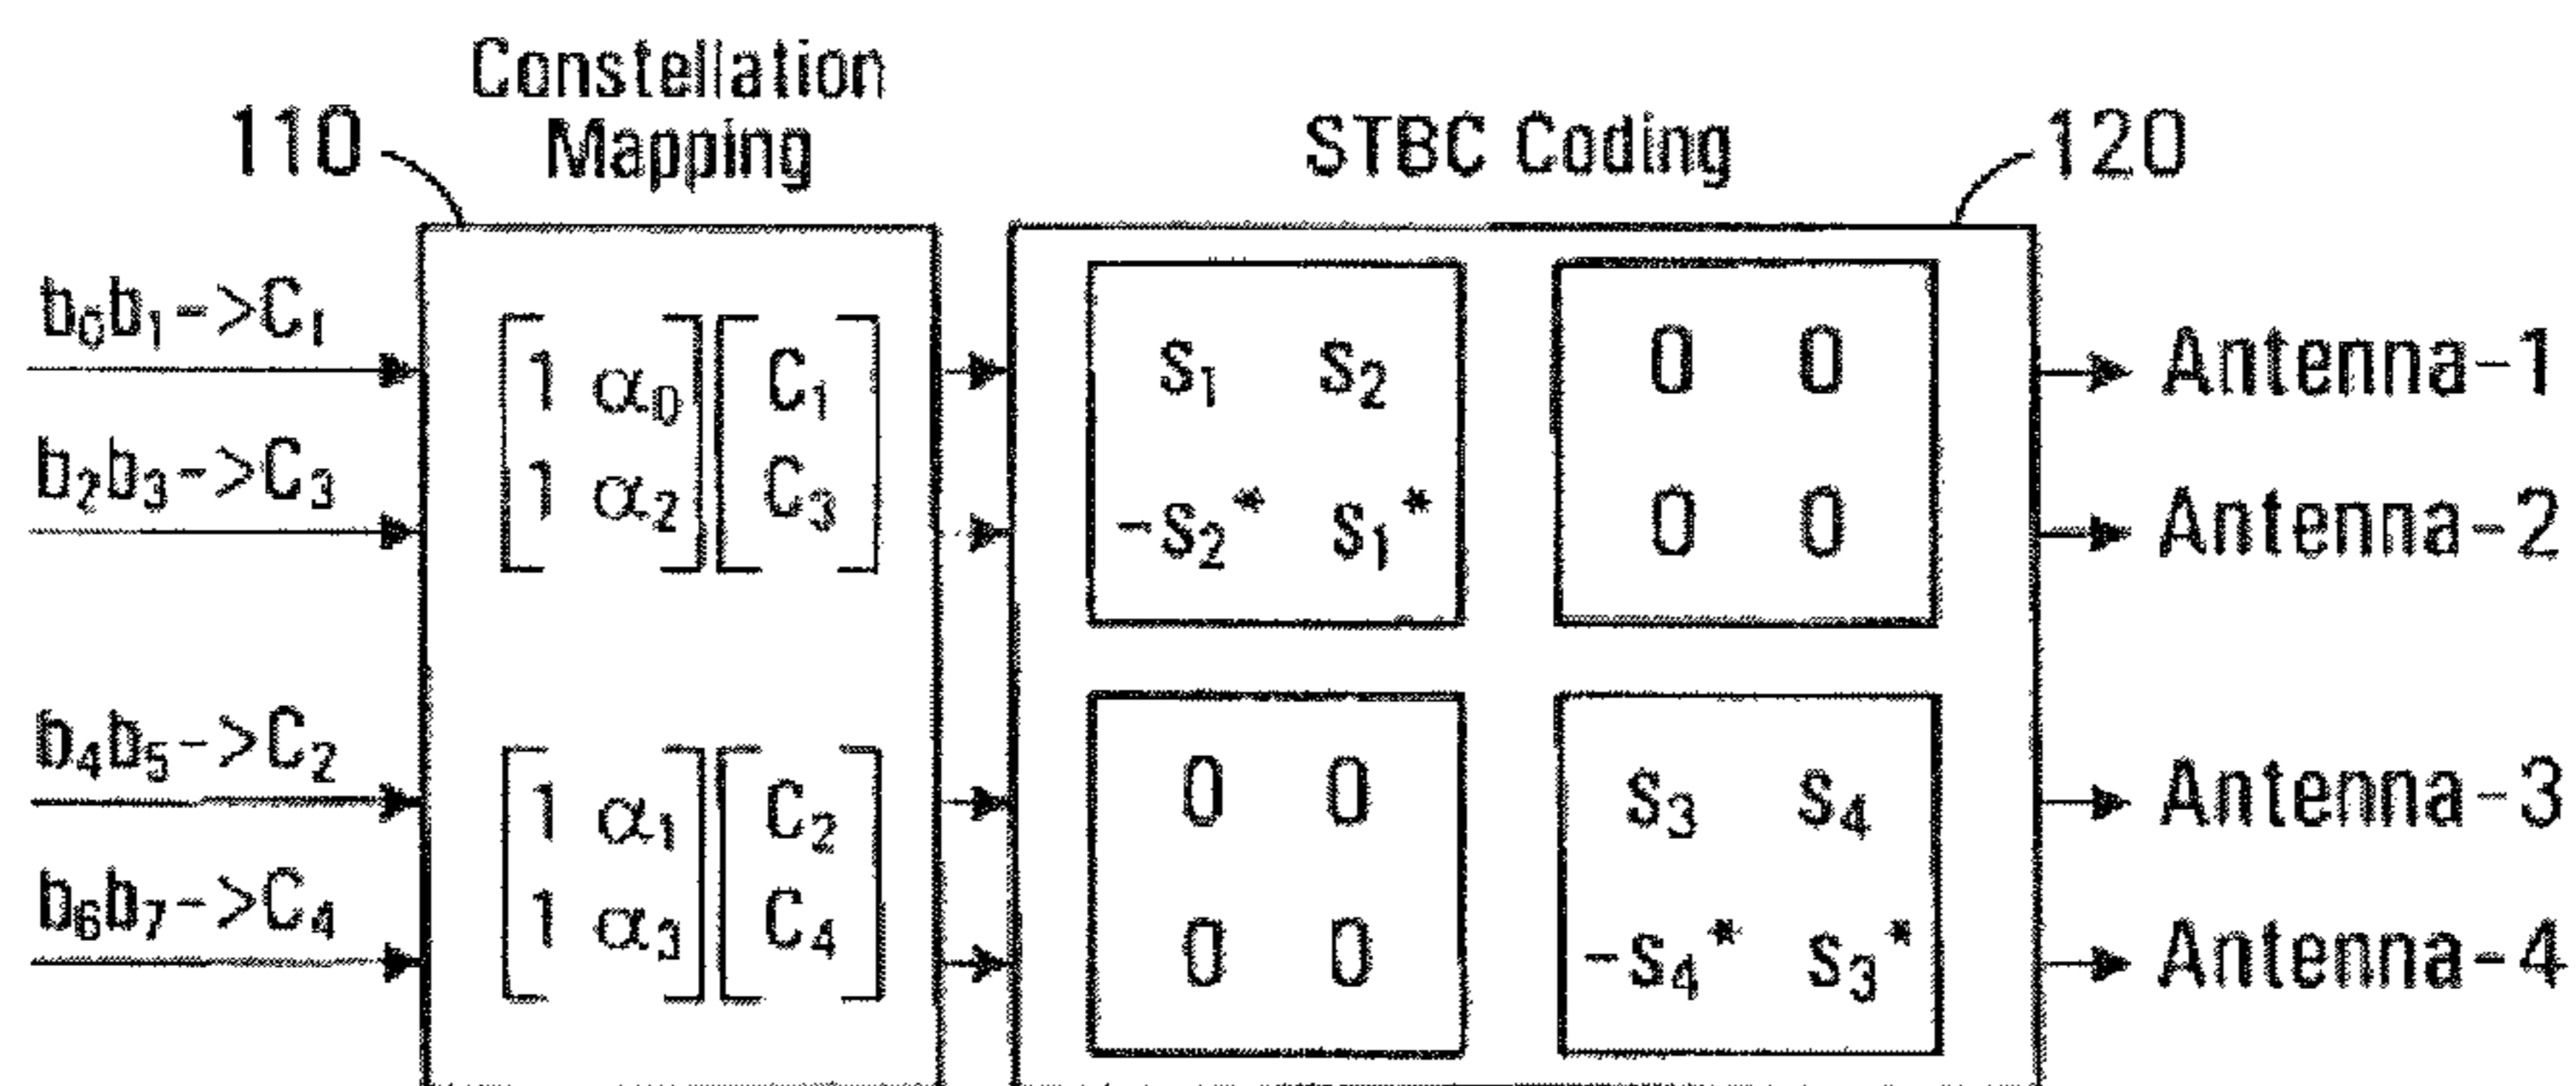 Constellation
Mapping
STBC Coding
110
120
b₀b₁->C₁
b₂b₃->C₃
b₄b₅->C₂
b₆b₇->C₄
1 α₀ C₁
1 α₂ C₃
1 α₁ C₂
1 α₃ C₄
s₁ s₂ 0 0
-s₂* s₁* 0 0
0 0 s₃ s₄
0 0 -s₄* s₃*
Antenna-1
Antenna-2
Antenna-3
Antenna-4